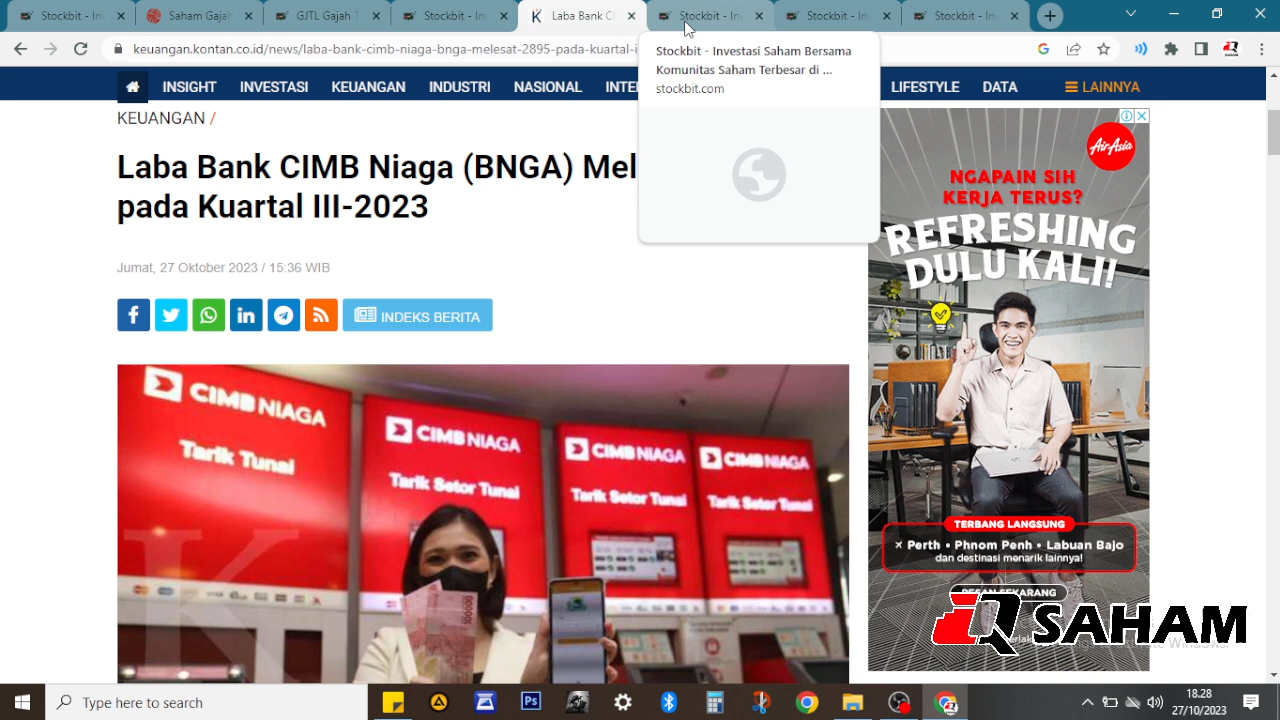 Stockbit -
Saham Gajah
GJTL Gajah T
Stockbit - I
Laba Bank CI
Stockbit - In
Stockbit - In
Stockbit - In
keuangan.kontan.co.id/news/laba-bank-cimb-niaga-bnga-melesat-2895-pada-kuartal-i
Stockbit - Investasi Saham Bersama
Komunitas Saham Terbesar di ...
stockbit.com
INSIGHT
INVESTASI
KEUANGAN
INDUSTRI
NASIONAL
LIFESTYLE
DATA
LAINNYA
KEUANGAN /
Laba Bank CIMB Niaga (BNGA) Mel
pada Kuartal III-2023
Jumat, 27 Oktober 2023 / 15:36 WIB
INDEKS BERITA
CIMB NIAGA
Tarik Tunai
CIMB NIAGA
Tarik Setor Tunai
CIMB NIAGA
Tarik Setor Tunai
CIMB NIAGA
Tarik Setor Tunai
100000
AirAsia
NGAPAIN SIH
KERJA TERUS?
REFRESHING
DULU KALI!
TERBANG LANGSUNG
Perth • Phnom Penh • Labuan Bajo
dan destinasi menarik lainnya!
PESAN SEKARANG
IQ SAHAM
Windows.
Type here to search
Ps
18.28
27/10/2023